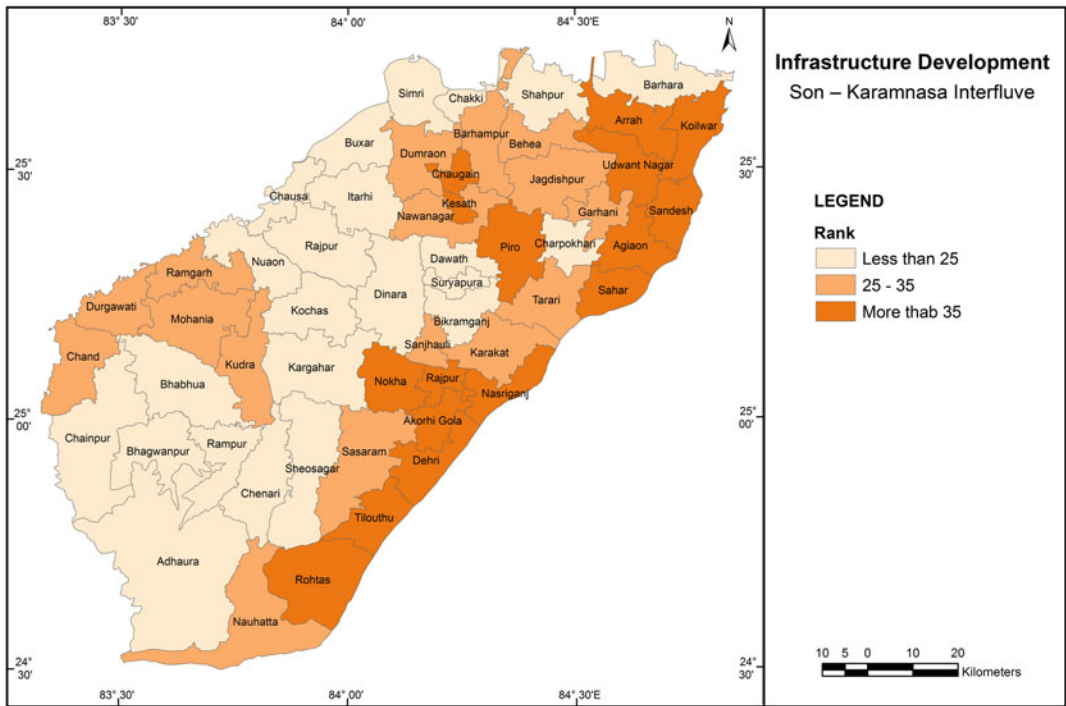 83° 30'
84° 00'
84° 30'E
N
Infrastructure Development
Son – Karamnasa Interfluve
Simri
Chakki
Shahpur
Barhara
Arrah
Koilwar
Buxar
Barhampur
Behea
Dumraon
25°
30'
25°
30'
Udwant Nagar
Chaugain
Jagdishpur
Chausa
Itarhi
Kesath
Nawanagar
Garhani
Sandesh
LEGEND
Rank
Less than 25
25 - 35
More thab 35
Rajpur
Piro
Charpokhari
Agiaon
Nuaon
Dawath
Ramgarh
Suryapura
Sahar
Durgawati
Dinara
Tarari
Mohania
Kochas
Bikramganj
Sanjhauli
Karakat
Chand
Kudra
Kargahar
Bhabhua
Nokha
Rajpur
Nasriganj
25°
00'
25°
00'
Akorhi Gola
Chainpur
Bhagwanpur
Rampur
Sasaram
Dehri
Sheosagar
Chenari
Tilouthu
Adhaura
Rohtas
Nauhatta
24°
30'
24°
30'
10 5 0 10 20
Kilometers
83° 30'
84° 00'
84° 30'E